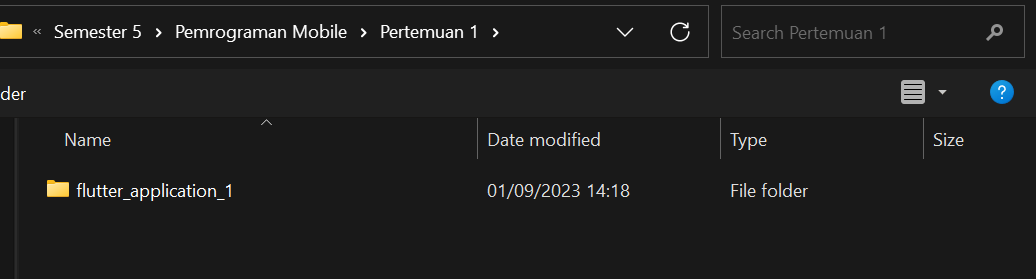 « Semester 5 > Pemrograman Mobile > Pertemuan 1 > Search Pertemuan 1
der ?
Name Date modified Type Size
flutter_application_1 01/09/2023 14:18 File folder